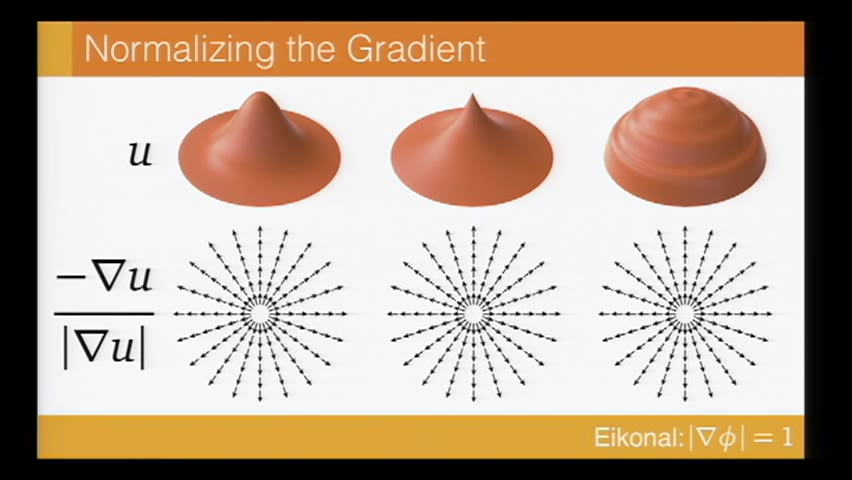 Normalizing the Gradient
u
−∇u
|∇u|
Eikonal: |∇ϕ| = 1